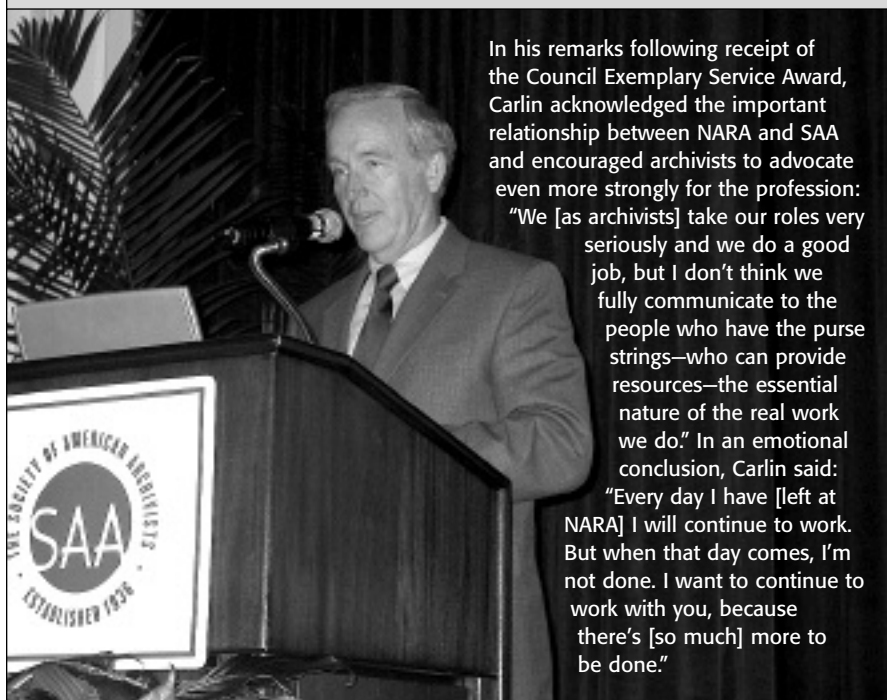 In his remarks following receipt of
the Council Exemplary Service Award,
Carlin acknowledged the important
relationship between NARA and SAA
and encouraged archivists to advocate
even more strongly for the profession:
“We [as archivists] take our roles very
seriously and we do a good
job, but I don’t think we
fully communicate to the
people who have the purse
strings—who can provide
resources—the essential
nature of the real work
we do.” In an emotional
conclusion, Carlin said:
“Every day I have [left at
NARA] I will continue to work.
But when that day comes, I’m
not done. I want to continue to
work with you, because
there’s [so much] more to
be done.”
THE SOCIETY OF AMERICAN ARCHIVISTS
SAA
ESTABLISHED 1936